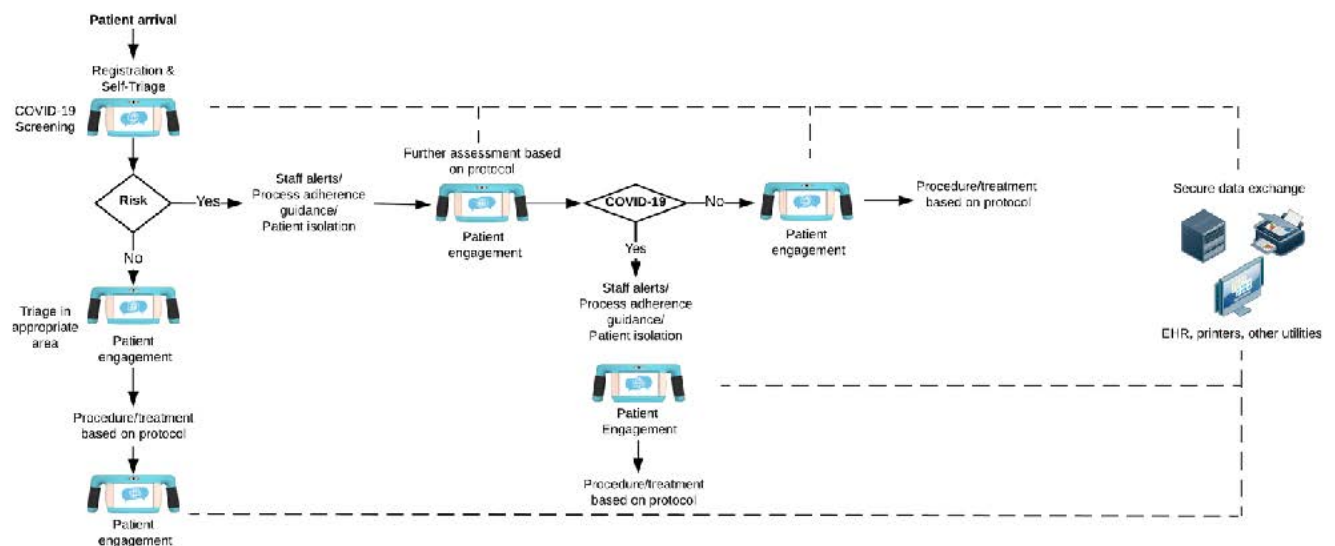 Patient arrival
Registration &
Self-Triage
COVID-19
Screening
Risk
Yes
Staff alerts/
Process adherence
guidance/
Patient isolation
Further assessment based
on protocol
Patient
engagement
COVID-19
No
Patient
engagement
Procedure/treatment
based on protocol
Secure data exchange
EHR, printers, other utilities
Yes
Staff alerts/
Process adherence
guidance/
Patient isolation
Patient
Engagement
Procedure/treatment
based on protocol
No
Triage in
appropriate
area
Patient
engagement
Procedure/treatment
based on protocol
Patient
engagement